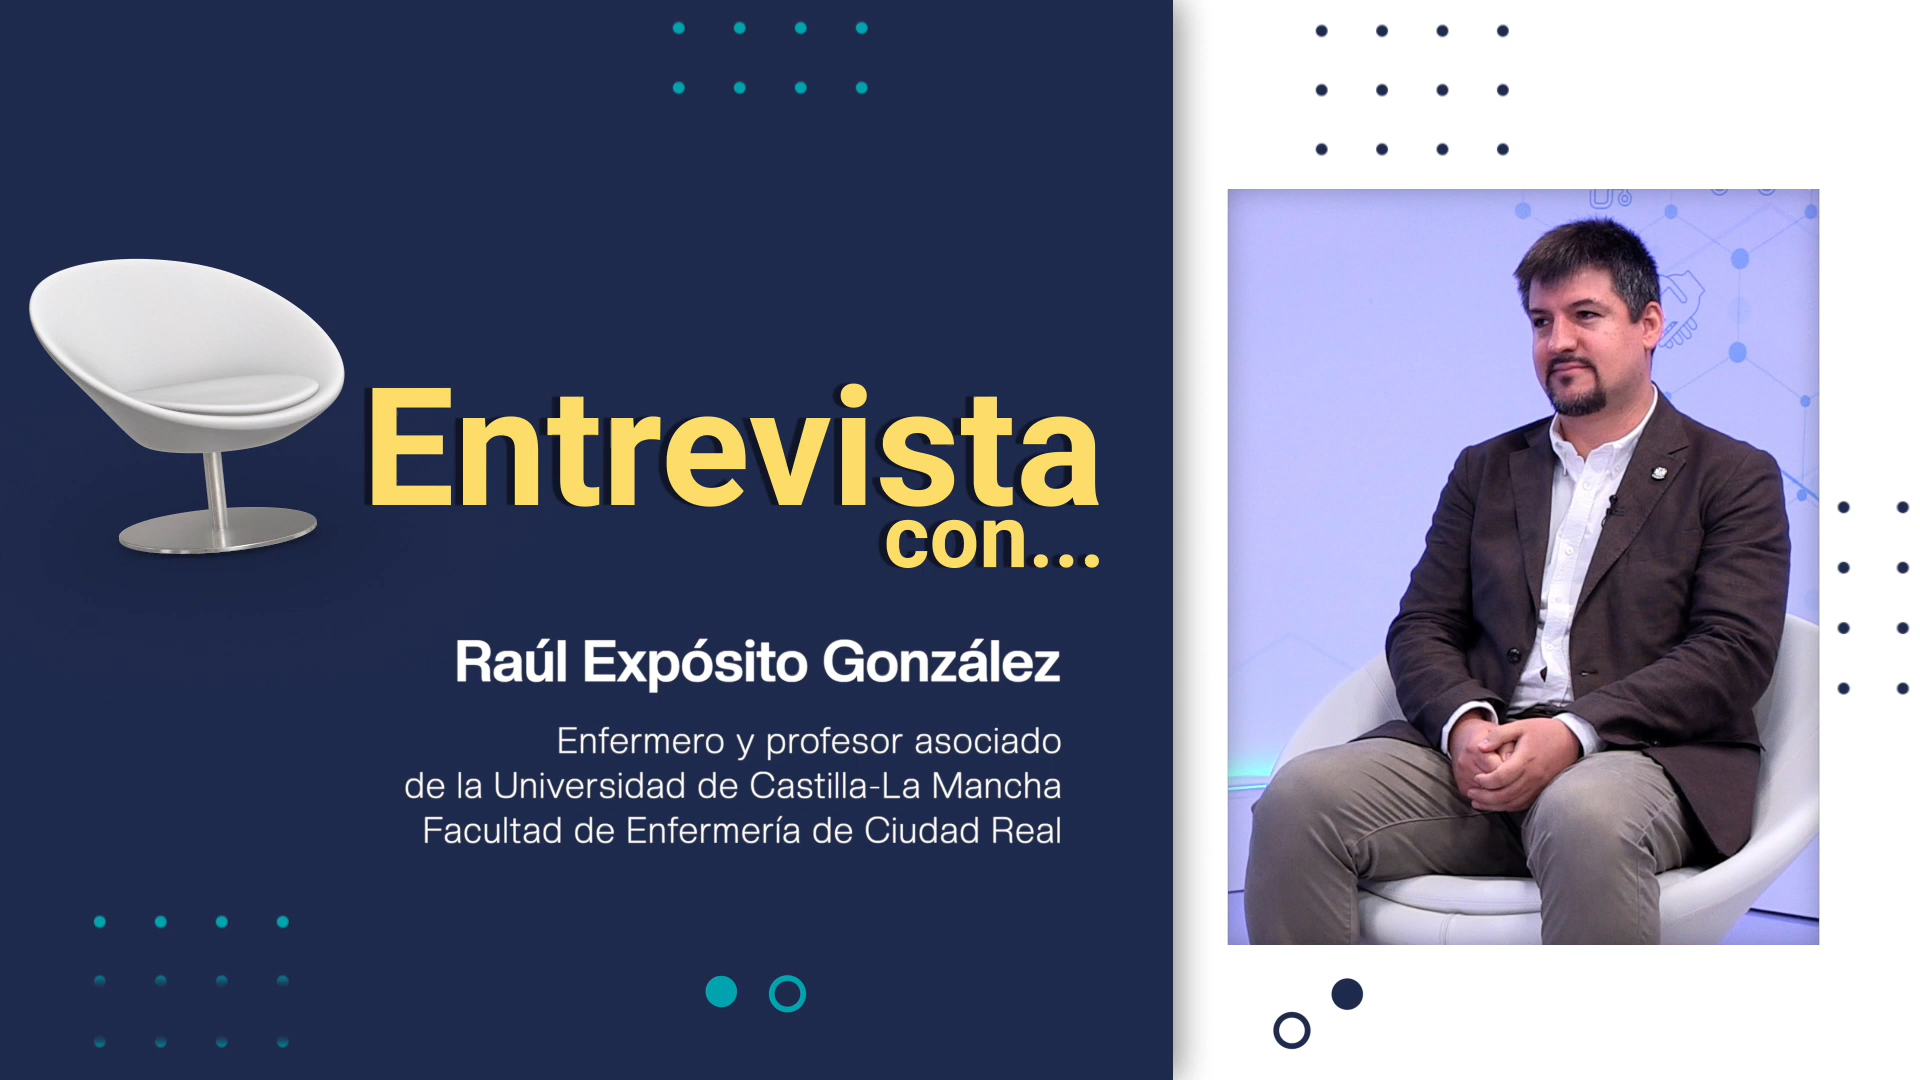 Entrevista
con...
Raúl Expósito González
Enfermero y profesor asociado
de la Universidad de Castilla-La Mancha
Facultad de Enfermería de Ciudad Real